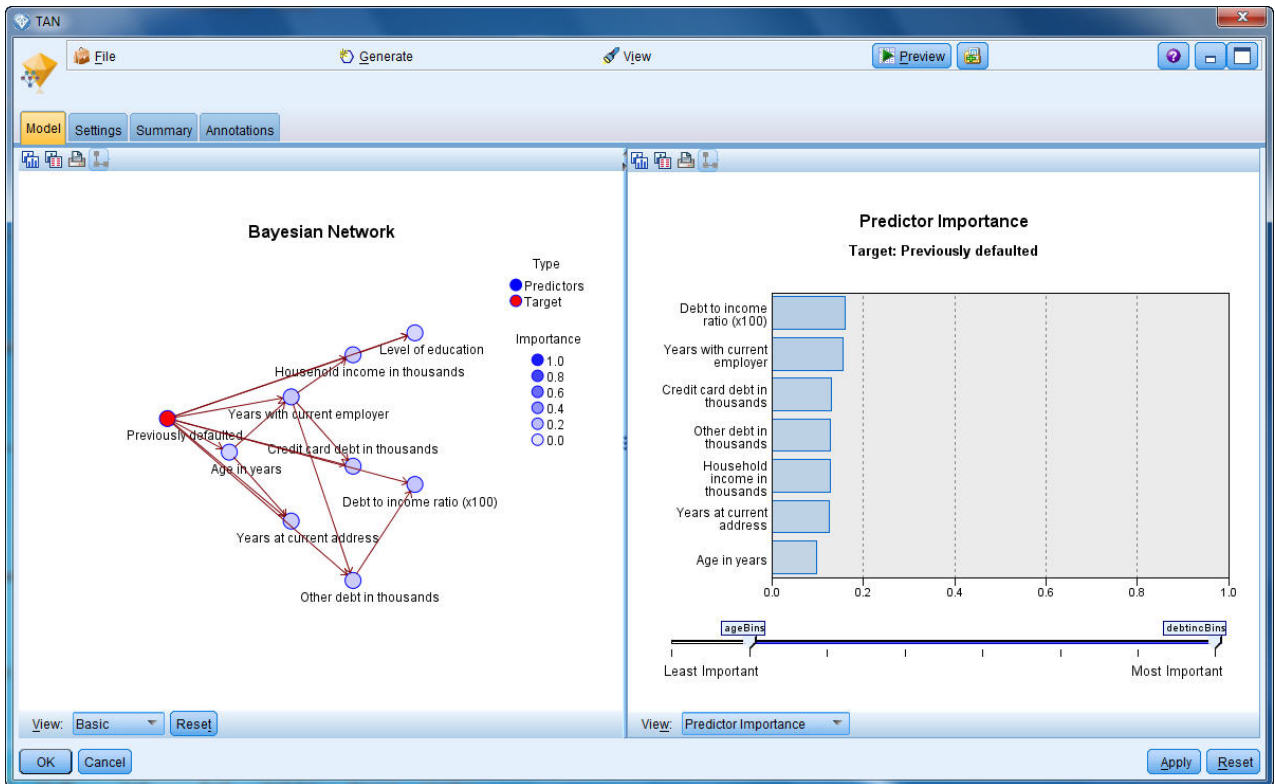 TAN
File
Generate
View
Preview
Model
Settings
Summary
Annotations
Bayesian Network
Type
Predictors
Target
Importance
1.0
0.8
0.6
0.4
0.2
0.0
Level of education
Household income in thousands
Years with current employer
Previously defaulted
Credit card debt in thousands
Age in years
Debt to income ratio (x100)
Years at current address
Other debt in thousands
View:
Basic
Reset
Predictor Importance
Target: Previously defaulted
Debt to income
ratio (x100)
Years with current
employer
Credit card debt in
thousands
Other debt in
thousands
Household
income in
thousands
Years at current
address
Age in years
0.0
0.2
0.4
0.6
0.8
1.0
ageBins
debtincBins
Least Important
Most Important
View:
Predictor Importance
OK
Cancel
Apply
Reset